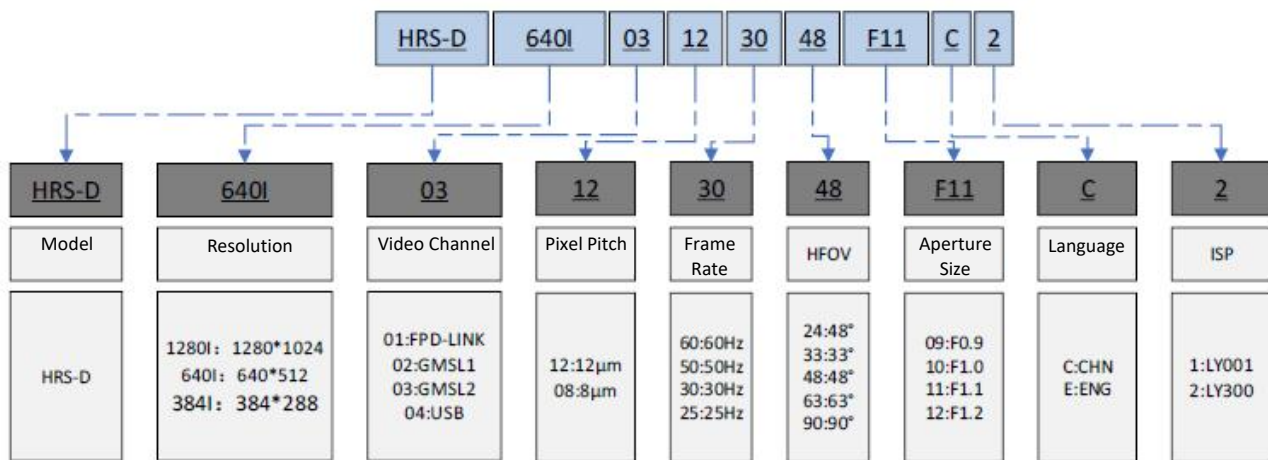 HRS-D 640I 03 12 30 48 F11 C 2
HRS-D
640I
03
12
30
48
F11
C
2
Model
Resolution
Video Channel
Pixel Pitch
Frame
Rate
HFOV
Aperture
Size
Language
ISP
HRS-D
1280I：1280*1024
640I：640*512
384I：384*288
01:FPD-LINK
02:GMSL1
03:GMSL2
04:USB
12:12μm
08:8μm
60:60Hz
50:50Hz
30:30Hz
25:25Hz
24:48°
33:33°
48:48°
63:63°
90:90°
09:F0.9
10:F1.0
11:F1.1
12:F1.2
C:CHN
E:ENG
1:LY001
2:LY300